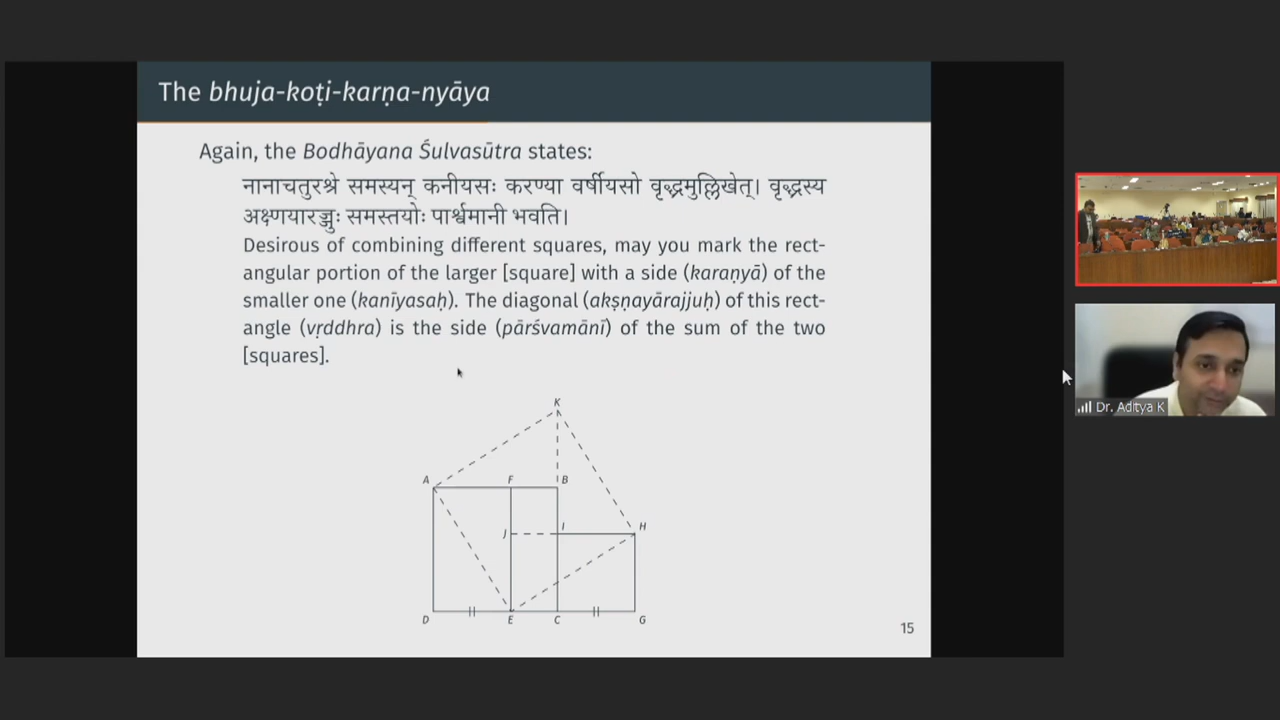 The bhuja-koṭi-karṇa-nyāya
Again, the Bodhāyana Śulvasūtra states:
नानाचतुरश्रे समस्यन् कनीयसः करण्या वर्षीयसो वृद्ध्रमुल्लिखेत्। वृद्ध्रस्य
अक्ष्णयारज्जुः समस्तयोः पार्श्वमानी भवति।
Desirous of combining different squares, may you mark the rect-
angular portion of the larger [square] with a side (karaṇyā) of the
smaller one (kanīyasaḥ). The diagonal (akṣṇayārajjuḥ) of this rect-
angle (vṛddhra) is the side (pārśvamānī) of the sum of the two
[squares].
K
A F B
J I H
D E C G
15
Dr. Aditya K